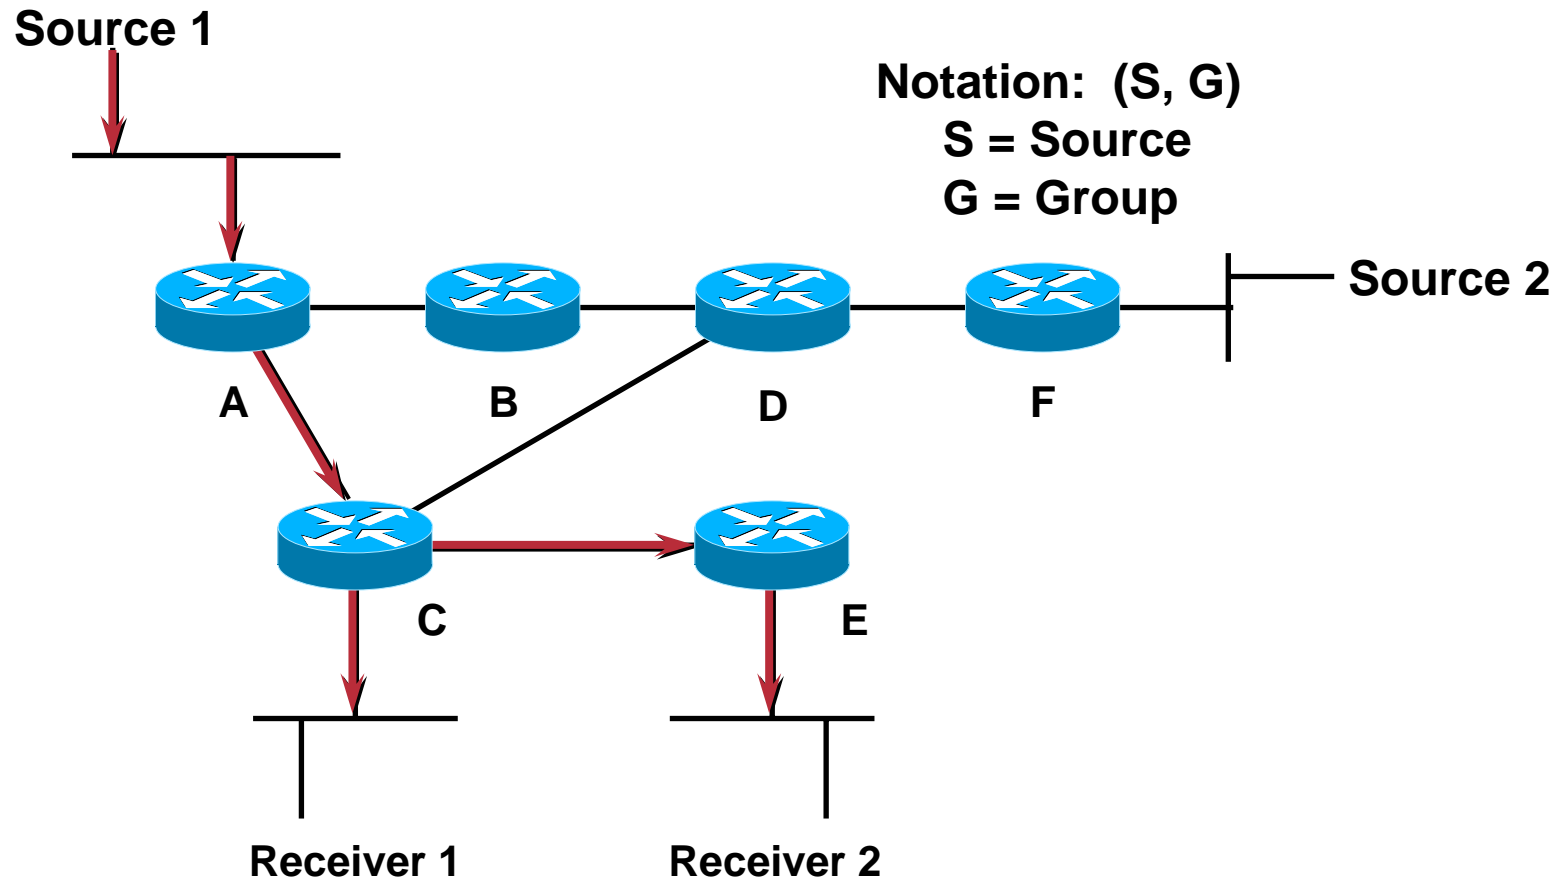 Source 1
Notation: (S, G)
S = Source
G = Group
Source 2
A
B
D
F
C
E
Receiver 1
Receiver 2